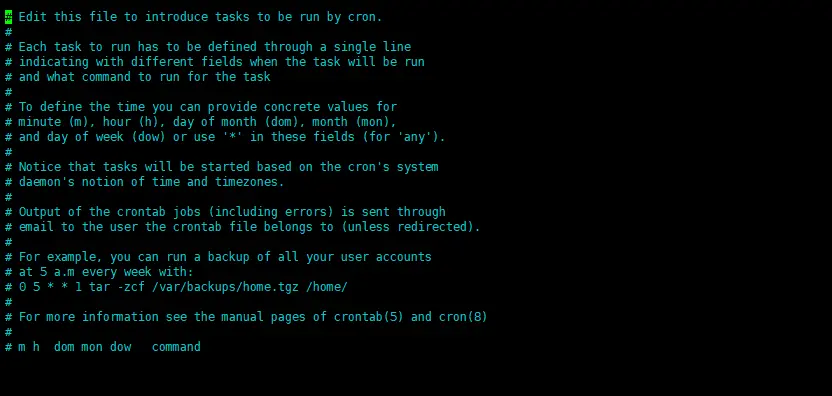 # Edit this file to introduce tasks to be run by cron.
#
# Each task to run has to be defined through a single line
# indicating with different fields when the task will be run
# and what command to run for the task
#
# To define the time you can provide concrete values for
# minute (m), hour (h), day of month (dom), month (mon),
# and day of week (dow) or use '*' in these fields (for 'any').
#
# Notice that tasks will be started based on the cron's system
# daemon's notion of time and timezones.
#
# Output of the crontab jobs (including errors) is sent through
# email to the user the crontab file belongs to (unless redirected).
#
# For example, you can run a backup of all your user accounts
# at 5 a.m every week with:
# 0 5 * * 1 tar -zcf /var/backups/home.tgz /home/
#
# For more information see the manual pages of crontab(5) and cron(8)
#
# m h  dom mon dow   command